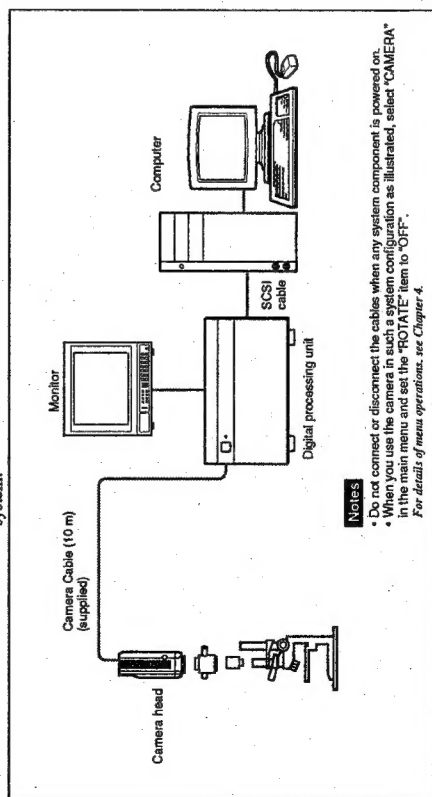 system.
Monitor
Computer
Camera Cable (10 m)
(supplied)
Camera head
SCSI
cable
Digital processing unit
Notes
• Do not connect or disconnect the cables when any system component is powered on.
• When you use the camera in such a system configuration as illustrated, select "CAMERA"
in the main menu and set the "ROTATE" item to "OFF".
For details of menu operations, see Chapter 4.